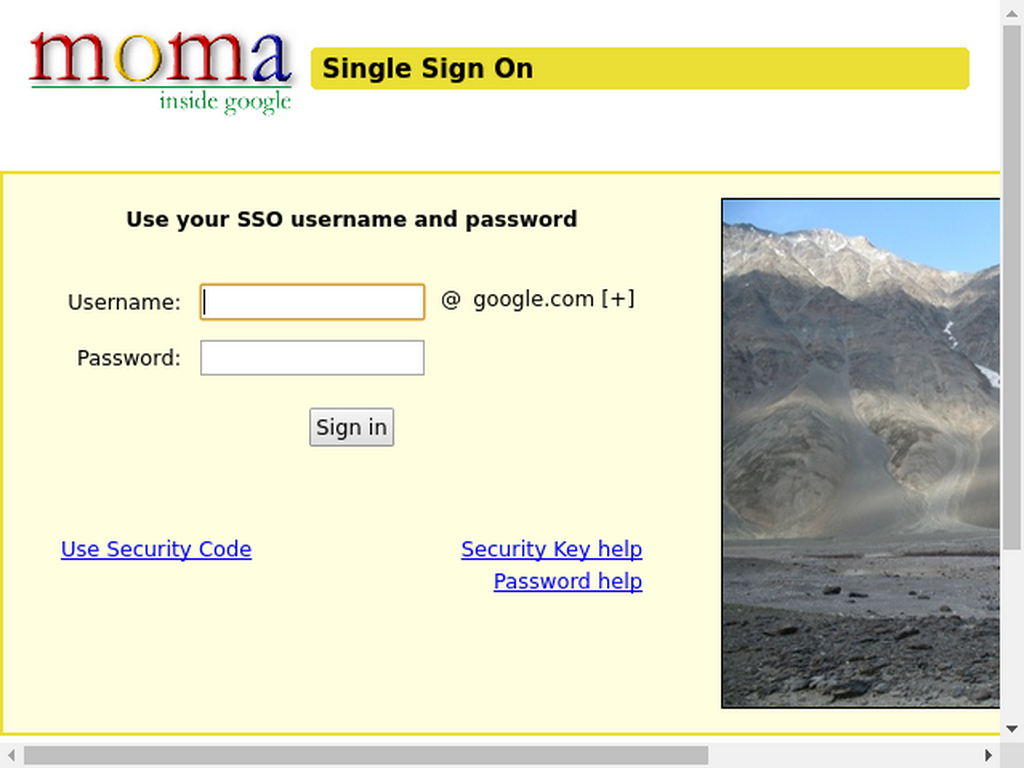 moma
inside google
Single Sign On
Use your SSO username and password
Username: @ google.com [+]
Password:
Sign in
Use Security Code
Security Key help
Password help